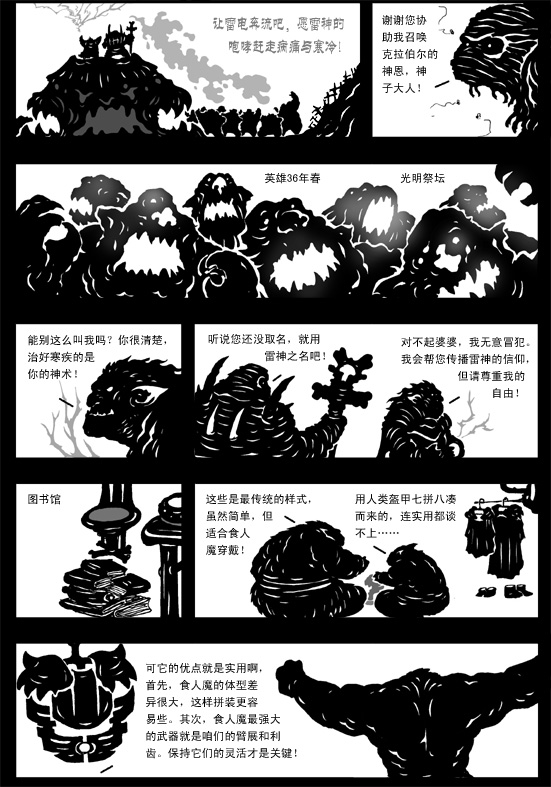 让雷电奔流吧，愿雷神的
咆哮赶走病痛与寒冷！
谢谢您协
助我召唤
克拉伯尔的
神恩，神
子大人！
英雄36年春
光明祭坛
能别这么叫我吗？你很清楚，
治好寒疾的是
你的神术！
听说您还没取名，就用
雷神之名吧！
对不起婆婆，我无意冒犯。
我会帮您传播雷神的信仰，
但请尊重我的
自由！
图书馆
这些是最传统的样式，
虽然简单，但
适合食人
魔穿戴！
用人类盔甲七拼八凑
而来的，连实用都谈
不上……
可它的优点就是实用啊，
首先，食人魔的体型差
异很大，这样拼装更容
易些。其次，食人魔最强大
的武器就是咱们的臂展和利
齿。保持它们的灵活才是关键！